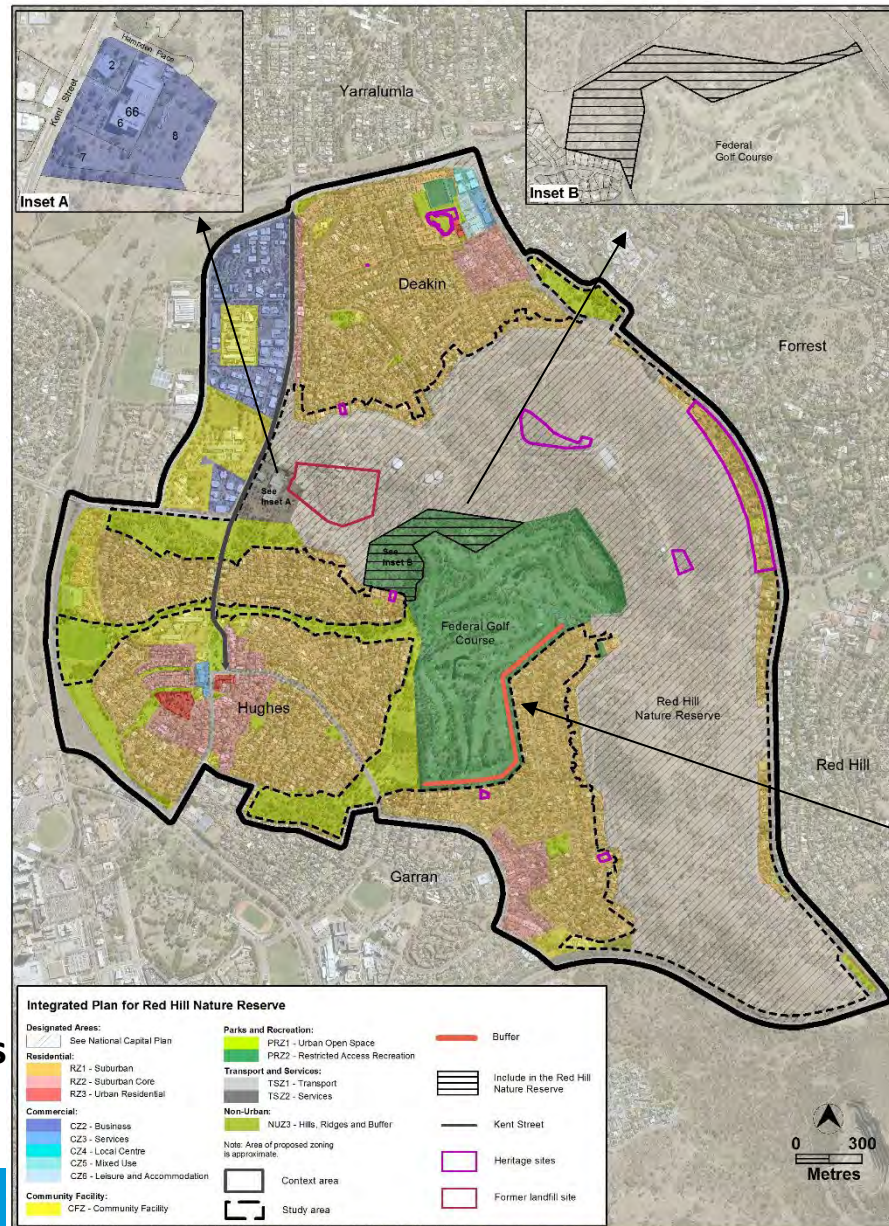 Hampden Place
Kent Street
2
66
6
7
8
Inset A
Federal
Golf Course
Inset B
Yarralumla
Deakin
Forrest
See
Inset A
See
Inset B
Federal Golf
Course
Hughes
Red Hill
Nature Reserve
Red Hill
Garran
s
Integrated Plan for Red Hill Nature Reserve
Designated Areas:
See National Capital Plan
Residential:
RZ1 - Suburban
RZ2 - Suburban Core
RZ3 - Urban Residential
Commercial:
CZ2 - Business
CZ3 - Services
CZ4 - Local Centre
CZ5 - Mixed Use
CZ6 - Leisure and Accommodation
Community Facility:
CFZ - Community Facility
Parks and Recreation:
PRZ1 - Urban Open Space
PRZ2 - Restricted Access Recreation
Transport and Services:
TSZ1 - Transport
TSZ2 - Services
Non-Urban:
NUZ3 - Hills, Ridges and Buffer
Note: Area of proposed zoning
is approximate.
Context area
Study area
Buffer
Include in the Red Hill
Nature Reserve
Kent Street
Heritage sites
Former landfill site
0 300
Metres